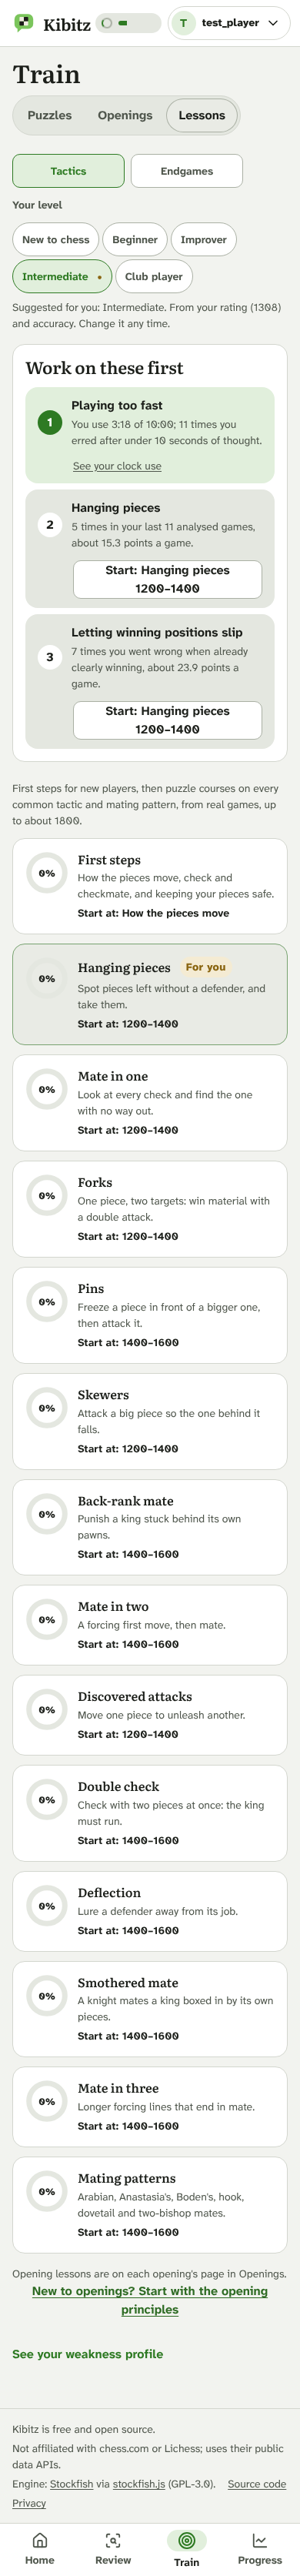 Kibitz
T test_player
Train
Puzzles Openings Lessons
Tactics Endgames
Your level
New to chess Beginner Improver
Intermediate Club player
Suggested for you: Intermediate. From your rating (1308)
and accuracy. Change it any time.
Work on these first
1 Playing too fast
You use 3:18 of 10:00; 11 times you
erred after under 10 seconds of thought.
See your clock use
2 Hanging pieces
5 times in your last 11 analysed games,
about 15.3 points a game.
Start: Hanging pieces
1200–1400
3 Letting winning positions slip
7 times you went wrong when already
clearly winning, about 23.9 points a
game.
Start: Hanging pieces
1200–1400
First steps for new players, then puzzle courses on every
common tactic and mating pattern, from real games, up
to about 1800.
0% First steps
How the pieces move, check and
checkmate, and keeping your pieces safe.
Start at: How the pieces move
0% Hanging pieces For you
Spot pieces left without a defender, and
take them.
Start at: 1200–1400
0% Mate in one
Look at every check and find the one
with no way out.
Start at: 1200–1400
0% Forks
One piece, two targets: win material with
a double attack.
Start at: 1200–1400
0% Pins
Freeze a piece in front of a bigger one,
then attack it.
Start at: 1400–1600
0% Skewers
Attack a big piece so the one behind it
falls.
Start at: 1200–1400
0% Back-rank mate
Punish a king stuck behind its own
pawns.
Start at: 1400–1600
0% Mate in two
A forcing first move, then mate.
Start at: 1400–1600
0% Discovered attacks
Move one piece to unleash another.
Start at: 1200–1400
0% Double check
Check with two pieces at once: the king
must run.
Start at: 1400–1600
0% Deflection
Lure a defender away from its job.
Start at: 1400–1600
0% Smothered mate
A knight mates a king boxed in by its own
pieces.
Start at: 1400–1600
0% Mate in three
Longer forcing lines that end in mate.
Start at: 1400–1600
0% Mating patterns
Arabian, Anastasia's, Boden's, hook,
dovetail and two-bishop mates.
Start at: 1400–1600
Opening lessons are on each opening's page in Openings.
New to openings? Start with the opening
principles
See your weakness profile
Kibitz is free and open source.
Not affiliated with chess.com or Lichess; uses their public
data APIs.
Engine: Stockfish via stockfish.js (GPL-3.0). Source code
Privacy
Home Review Train Progress